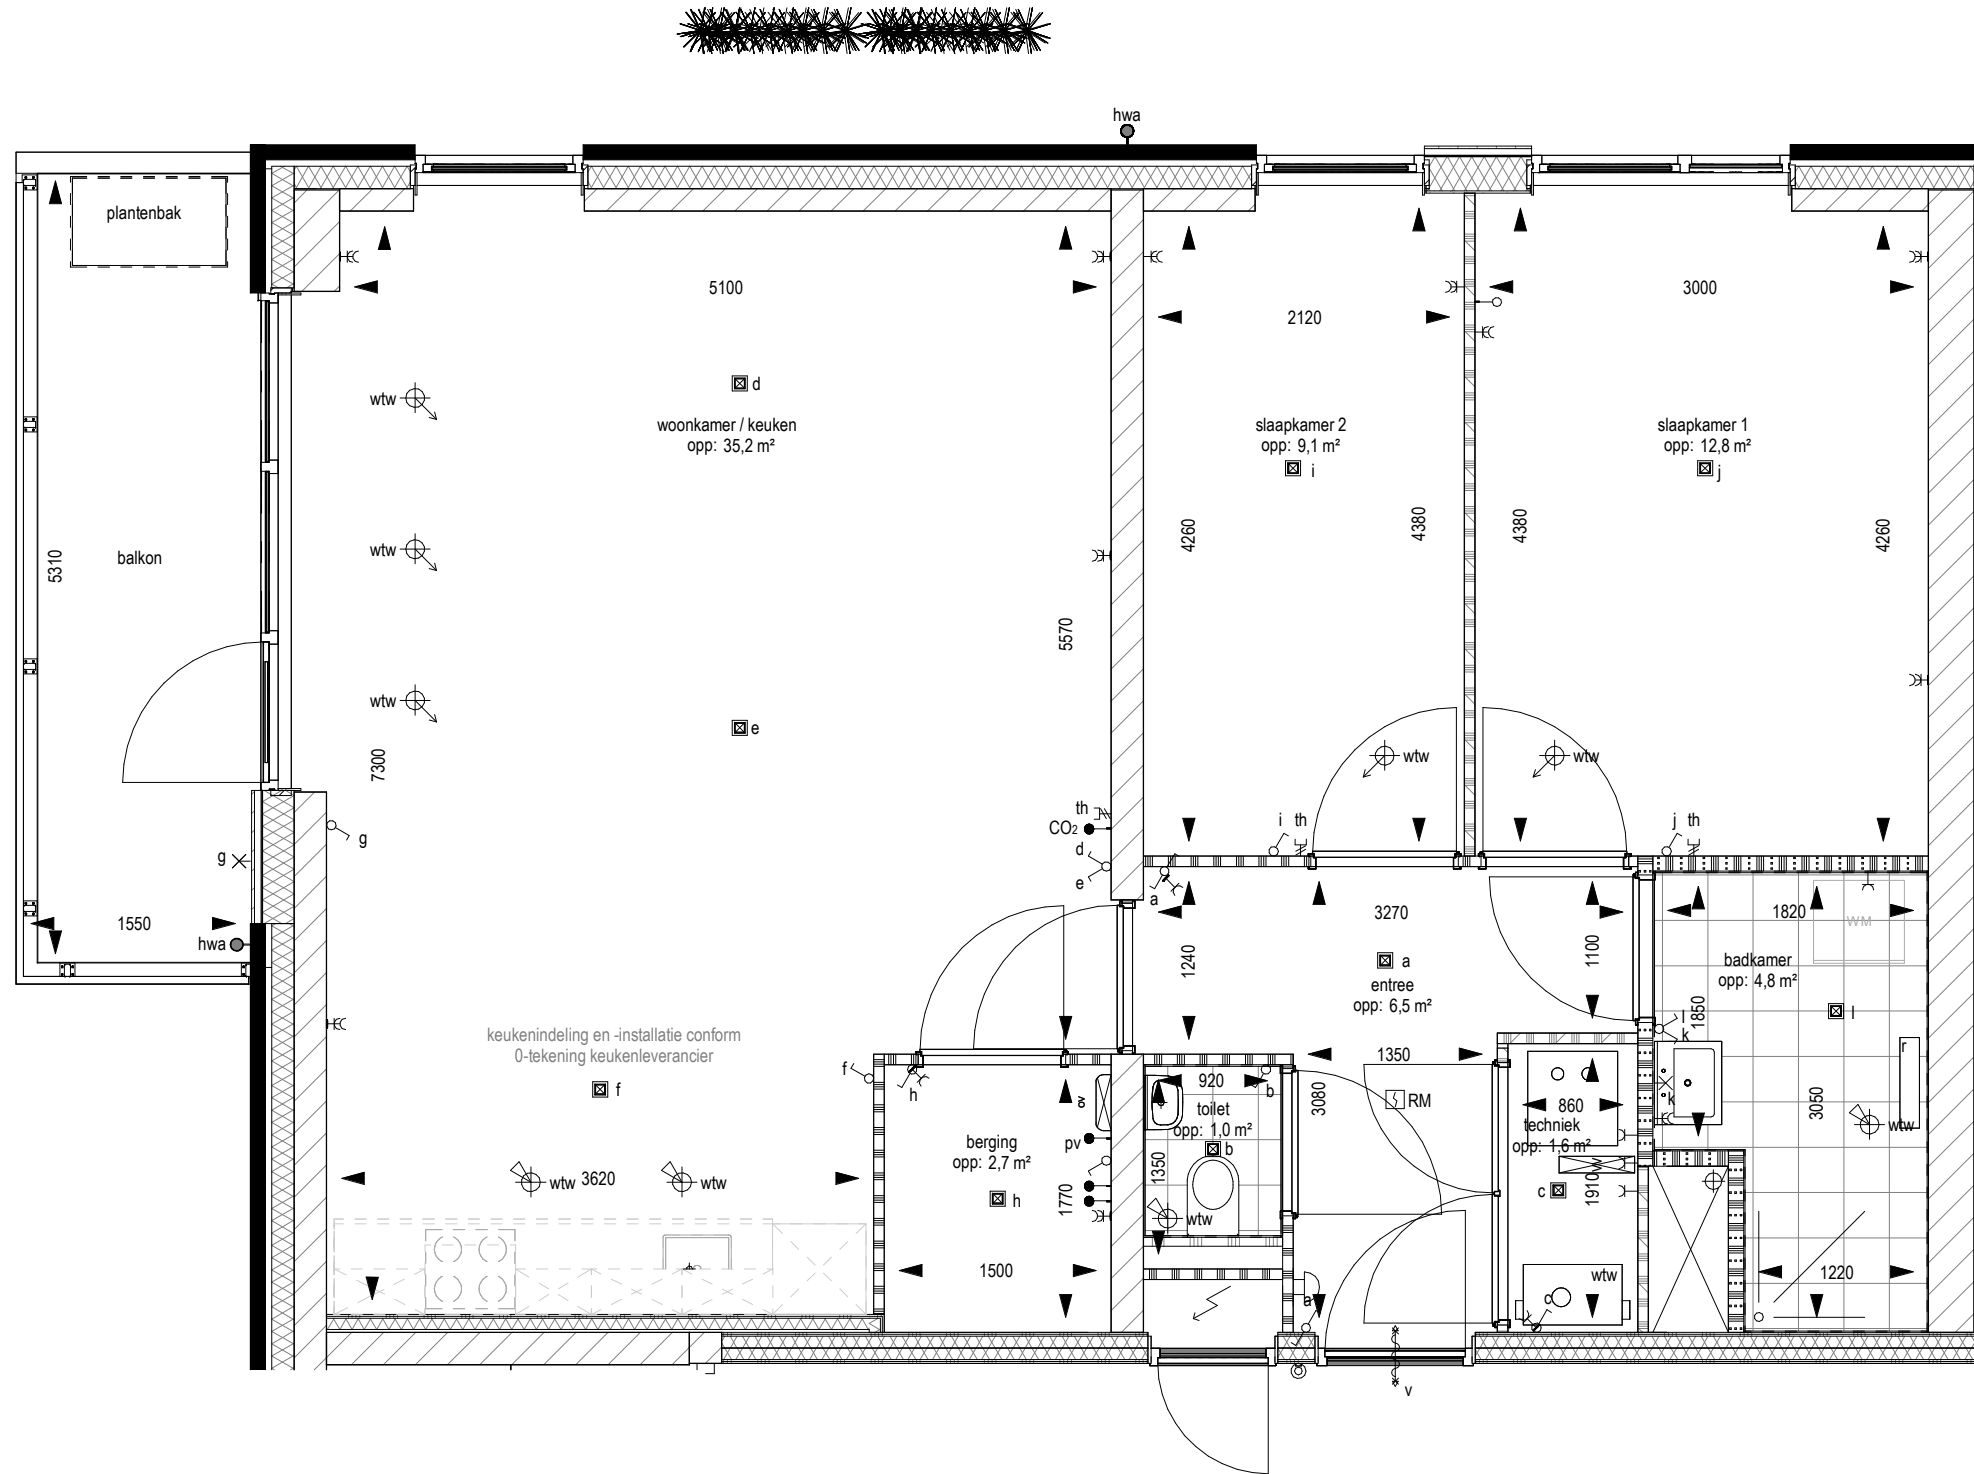 hwa
plantenbak
5100
2120
3000
d
wtw
woonkamer / keuken
opp: 35,2 m²
slaapkamer 2
opp: 9,1 m²
i
slaapkamer 1
opp: 12,8 m²
j
5310
balkon
wtw
4260
4380
4380
4260
5570
wtw
e
7300
wtw
wtw
th
CO2
d
e
g
g
i th
j th
a
1550
hwa
3270
1820
WM
1240
1100
a
entree
opp: 6,5 m²
badkamer
opp: 4,8 m²
1850
l
l
k
keukenindeling en -installatie conform
0-tekening keukenleverancier
f
f
h
1350
r
920
b
toilet
opp: 1,0 m²
b
3080
RM
860
techniek
opp: 1,6 m²
k
3050
wtw
ov
pv
berging
opp: 2,7 m²
h
1770
1350
wtw
3620
wtw
wtw
c
1910
1500
a
wtw
c
1220
v